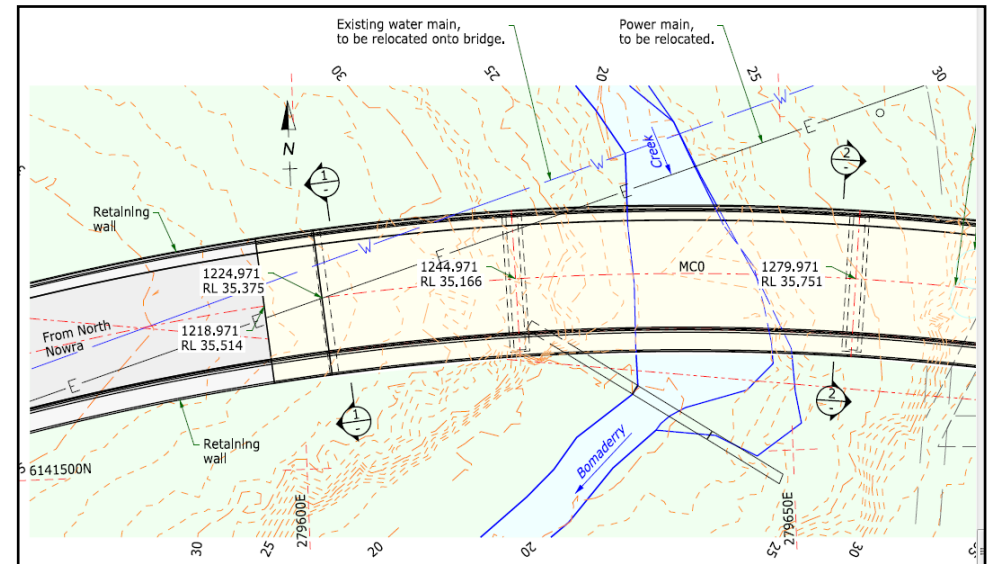 Existing water main,
to be relocated onto bridge.
Power main,
to be relocated.
30
25
20
25
30
W
E
W
Creek
E
N
1
-
2
-
Retaining
wall
W
E
1224.971
RL 35.375
1244.971
RL 35.166
MC0
1279.971
RL 35.751
1218.971
RL 35.514
E
From North
Nowra
E
2
-
1
-
Retaining
wall
Bomaderry
6141500N
279600E
279650E
30
25
20
20
25
30